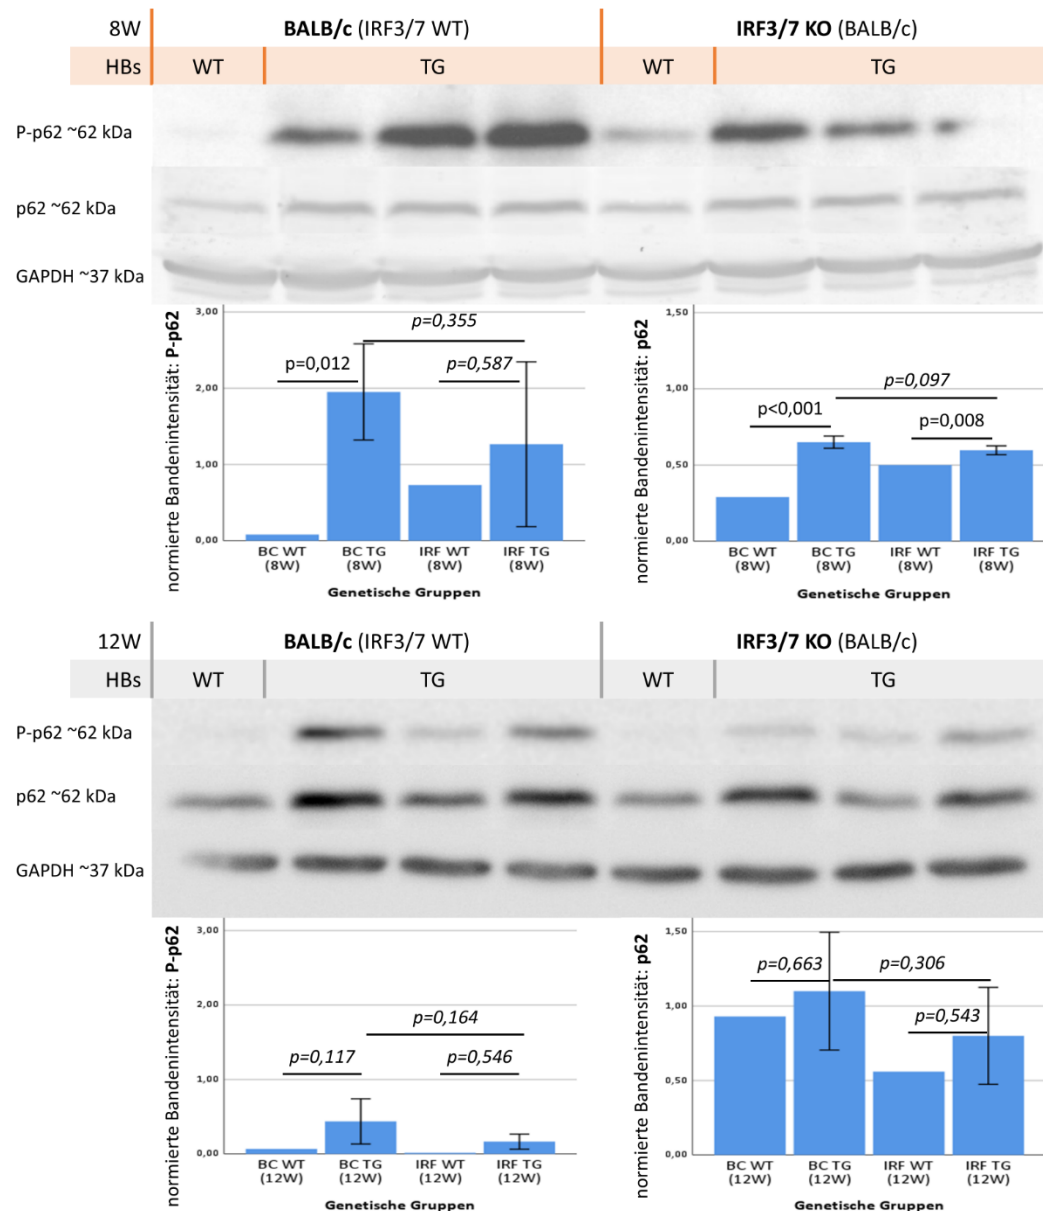 8W BALB/c (IRF3/7 WT) IRF3/7 KO (BALB/c)
HBs WT TG WT TG
P-p62 ~62 kDa
p62 ~62 kDa
GAPDH ~37 kDa
normierte Bandenintensität: P-p62
3,00
2,00
1,00
0,00
p=0,355
p=0,012
p=0,587
BC WT (8W)
BC TG (8W)
IRF WT (8W)
IRF TG (8W)
Genetische Gruppen
normierte Bandenintensität: p62
1,50
1,00
0,50
0,00
p=0,097
p<0,001
p=0,008
BC WT (8W)
BC TG (8W)
IRF WT (8W)
IRF TG (8W)
Genetische Gruppen
12W BALB/c (IRF3/7 WT) IRF3/7 KO (BALB/c)
HBs WT TG WT TG
P-p62 ~62 kDa
p62 ~62 kDa
GAPDH ~37 kDa
normierte Bandenintensität: P-p62
3,00
2,00
1,00
0,00
p=0,164
p=0,117
p=0,546
BC WT (12W)
BC TG (12W)
IRF WT (12W)
IRF TG (12W)
Genetische Gruppen
normierte Bandenintensität: p62
1,50
1,00
0,50
0,00
p=0,663
p=0,306
p=0,543
BC WT (12W)
BC TG (12W)
IRF WT (12W)
IRF TG (12W)
Genetische Gruppen